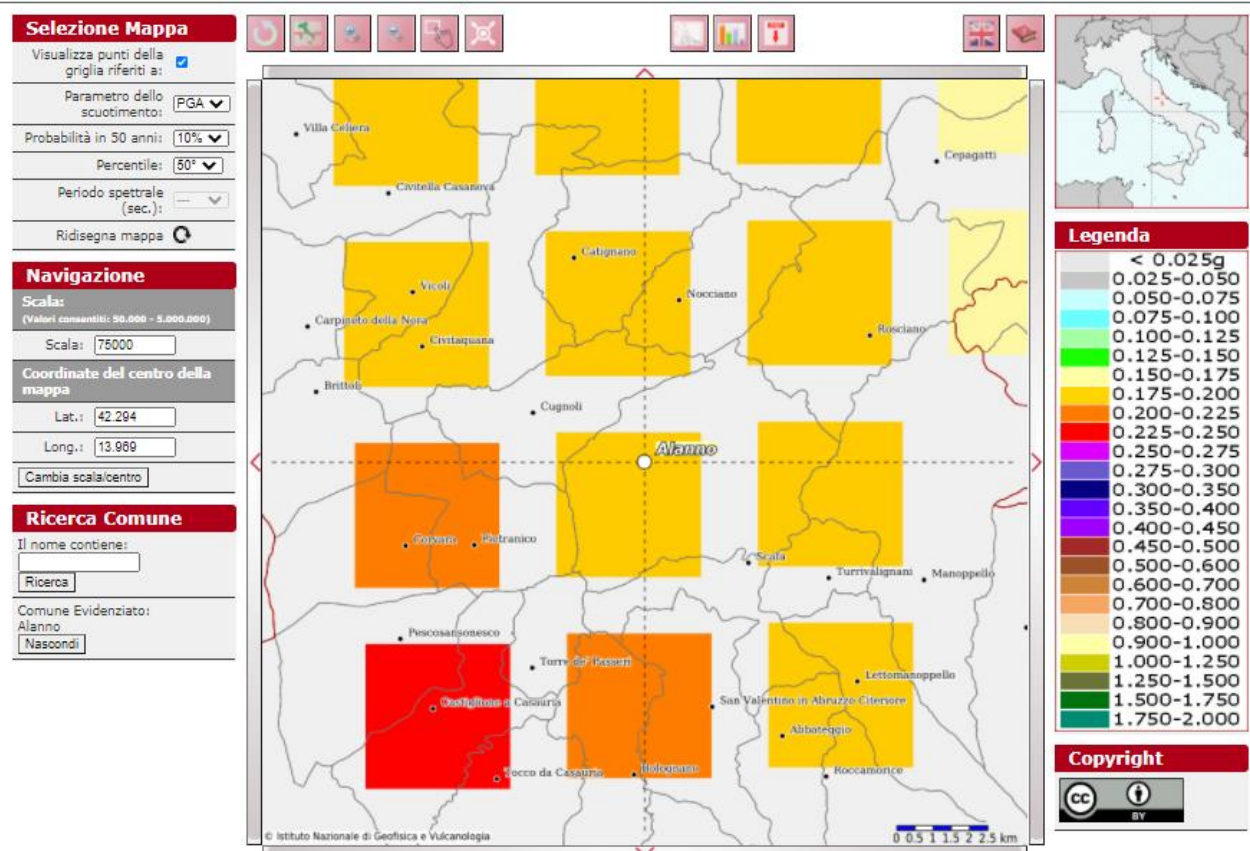 Selezione Mappa
Visualizza punti della
griglia riferiti a:
Parametro dello
scuotimento:
PGA
Probabilità in 50 anni:
10%
Percentile:
50°
Periodo spettrale
(sec.):
---
Ridisegna mappa
Navigazione
Scala:
(Valori consentiti: 50.000 - 5.000.000)
Scala:
75000
Coordinate del centro della
mappa
Lat.:
42.294
Long.:
13.969
Cambia scala/centro
Ricerca Comune
Il nome contiene:
Ricerca
Comune Evidenziato:
Alanno
Nascondi
Villa Celiera
Civitella Casanova
Cepagatti
Catignano
Vicoli
Nocciano
Carpineto della Nora
Civitaquana
Rosciano
Brittoli
Cugnoli
Alanno
Corvara
Pietranico
Scafa
Turrivalignani
Manoppello
Pescosansonesco
Torre de' Passeri
Lettomanoppello
Castiglione a Casauria
San Valentino in Abruzzo Citeriore
Abbateggio
Tocco da Casauria
Bolognano
Roccamorice
© Istituto Nazionale di Geofisica e Vulcanologia
0 0.5 1 1.5 2 2.5 km
Legenda
< 0.025g
0.025-0.050
0.050-0.075
0.075-0.100
0.100-0.125
0.125-0.150
0.150-0.175
0.175-0.200
0.200-0.225
0.225-0.250
0.250-0.275
0.275-0.300
0.300-0.350
0.350-0.400
0.400-0.450
0.450-0.500
0.500-0.600
0.600-0.700
0.700-0.800
0.800-0.900
0.900-1.000
1.000-1.250
1.250-1.500
1.500-1.750
1.750-2.000
Copyright
cc
BY